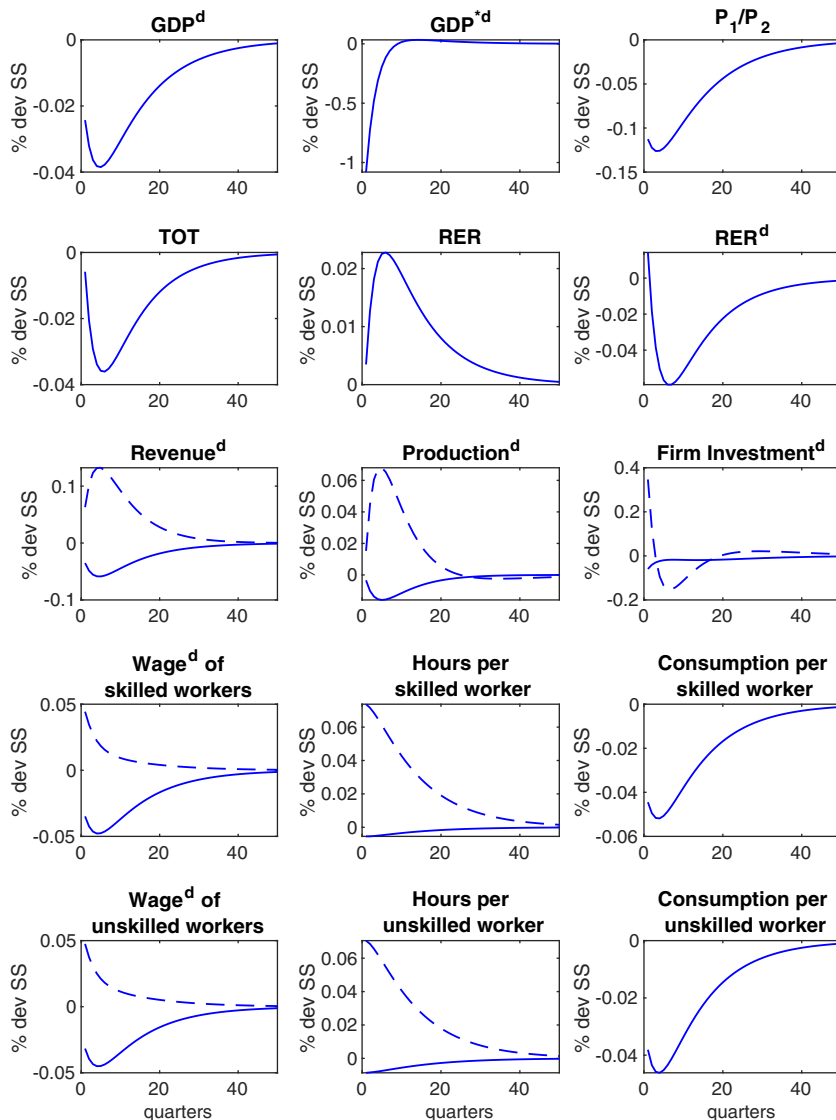 GDP^d
GDP^*d
P_1/P_2
% dev SS
0
-0.02
-0.04
20
40
% dev SS
0
-0.5
-1
20
40
% dev SS
0
-0.05
-0.1
-0.15
0
20
40
TOT
RER
RER^d
% dev SS
0
-0.02
-0.04
0
20
40
% dev SS
0.02
0.01
0
0
20
40
% dev SS
0
-0.02
-0.04
0
20
40
Revenue^d
Production^d
Firm Investment^d
% dev SS
0.1
0
-0.1
0
20
40
% dev SS
0.06
0.04
0.02
0
0
20
40
% dev SS
0.4
0.2
0
-0.2
0
20
40
Wage^d of
skilled workers
Hours per
skilled worker
Consumption per
skilled worker
% dev SS
0.05
0
-0.05
0
20
40
% dev SS
0.06
0.04
0.02
0
0
20
40
% dev SS
0
-0.02
-0.04
-0.06
0
20
40
Wage^d of
unskilled workers
Hours per
unskilled worker
Consumption per
unskilled worker
% dev SS
0.05
0
-0.05
0
20
40
quarters
% dev SS
0.06
0.04
0.02
0
0
20
40
quarters
% dev SS
0
-0.02
-0.04
0
20
40
quarters